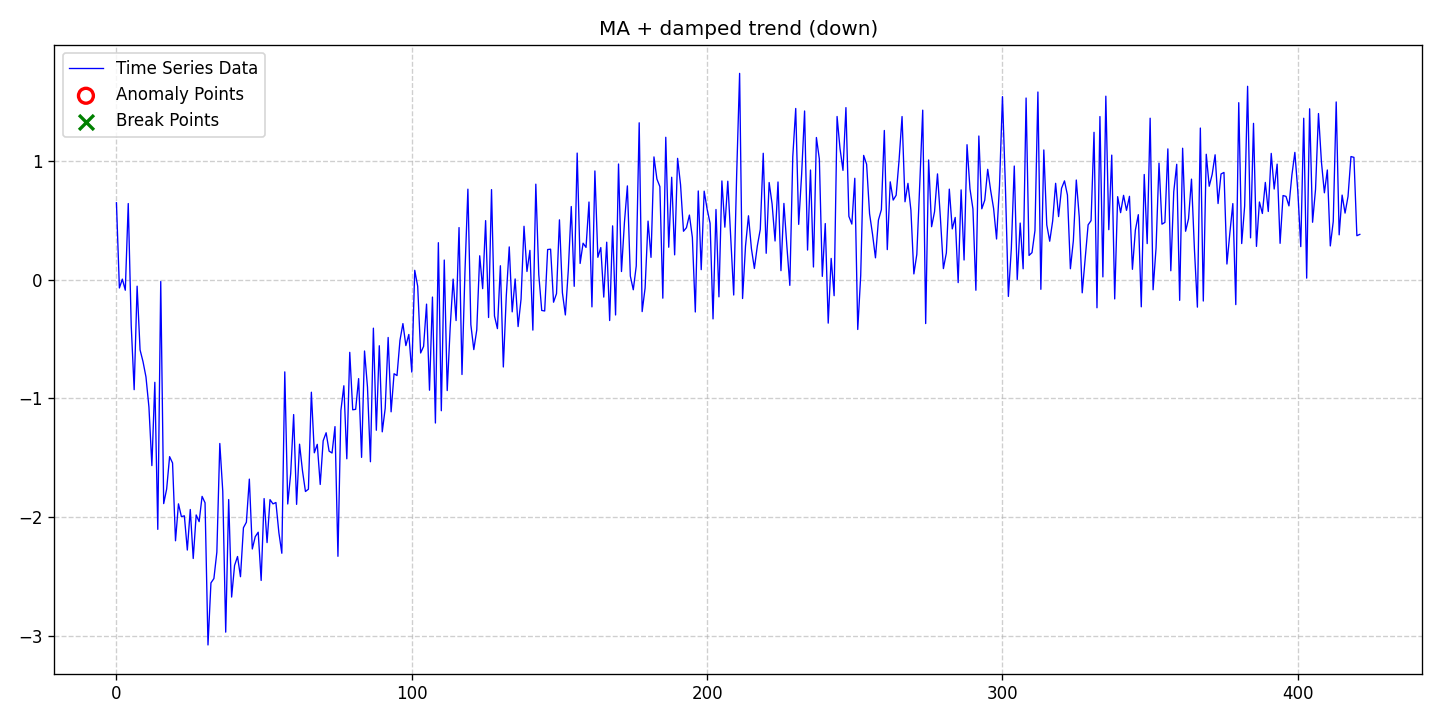 MA + damped trend (down)
Time Series Data
Anomaly Points
Break Points
1
0
−1
−2
−3
0 100 200 300 400